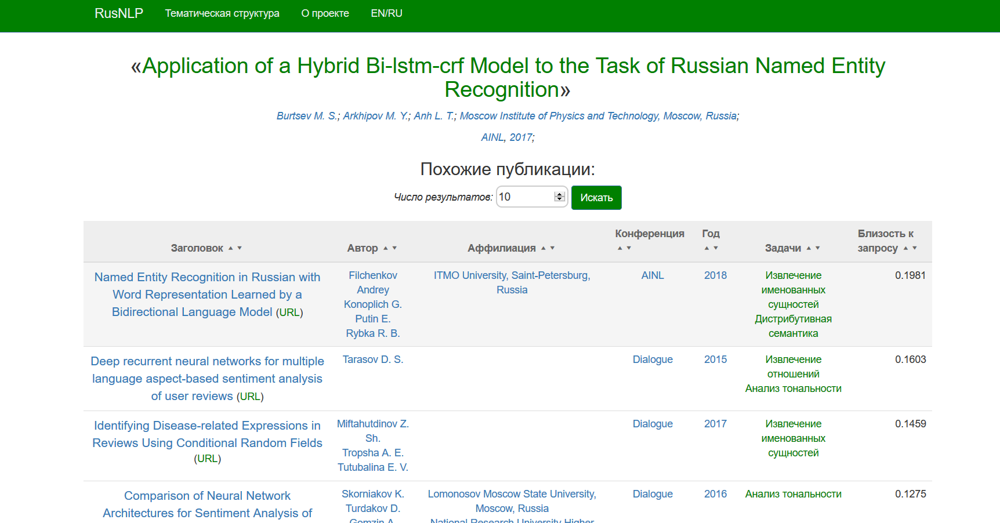 RusNLP Тематическая структура О проекте EN/RU
«Application of a Hybrid Bi-lstm-crf Model to the Task of Russian Named Entity
Recognition»
Burtsev M. S.; Arkhipov M. Y.; Anh L. T.; Moscow Institute of Physics and Technology, Moscow, Russia;
AINL, 2017;
Похожие публикации:
Число результатов: 10 Искать
Заголовок
Автор
Аффилиация
Конференция
Год
Задачи
Близость к
запросу
Named Entity Recognition in Russian with
Word Representation Learned by a
Bidirectional Language Model (URL)
Filchenkov
Andrey
Konoplich G.
Putin E.
Rybka R. B.
ITMO University, Saint-Petersburg,
Russia
AINL
2018
Извлечение
именованных
сущностей
Дистрибутивная
семантика
0.1981
Deep recurrent neural networks for multiple
language aspect-based sentiment analysis
of user reviews (URL)
Tarasov D. S.
Dialogue
2015
Извлечение
отношений
Анализ тональности
0.1603
Identifying Disease-related Expressions in
Reviews Using Conditional Random Fields
(URL)
Miftahutdinov Z.
Sh.
Tropsha A. E.
Tutubalina E. V.
Dialogue
2017
Извлечение
именованных
сущностей
0.1459
Comparison of Neural Network
Architectures for Sentiment Analysis of
Skorniakov K.
Turdakov D.
Gomzin A.
Lomonosov Moscow State University,
Moscow, Russia
National Research University Higher
Dialogue
2016
Анализ тональности
0.1275